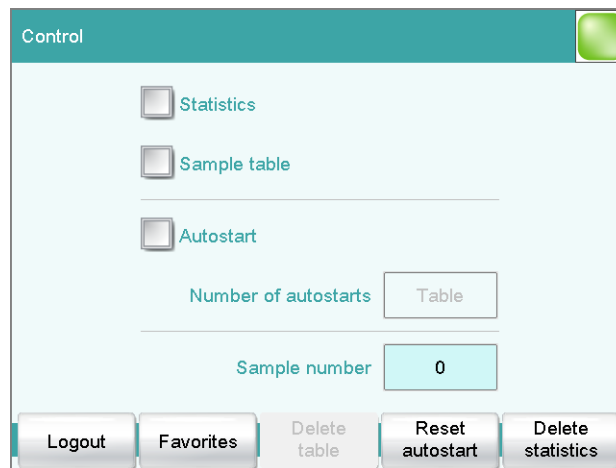 Control
Statistics
Sample table
Autostart
Number of autostarts Table
Sample number 0
Logout Favorites Delete table Reset autostart Delete statistics